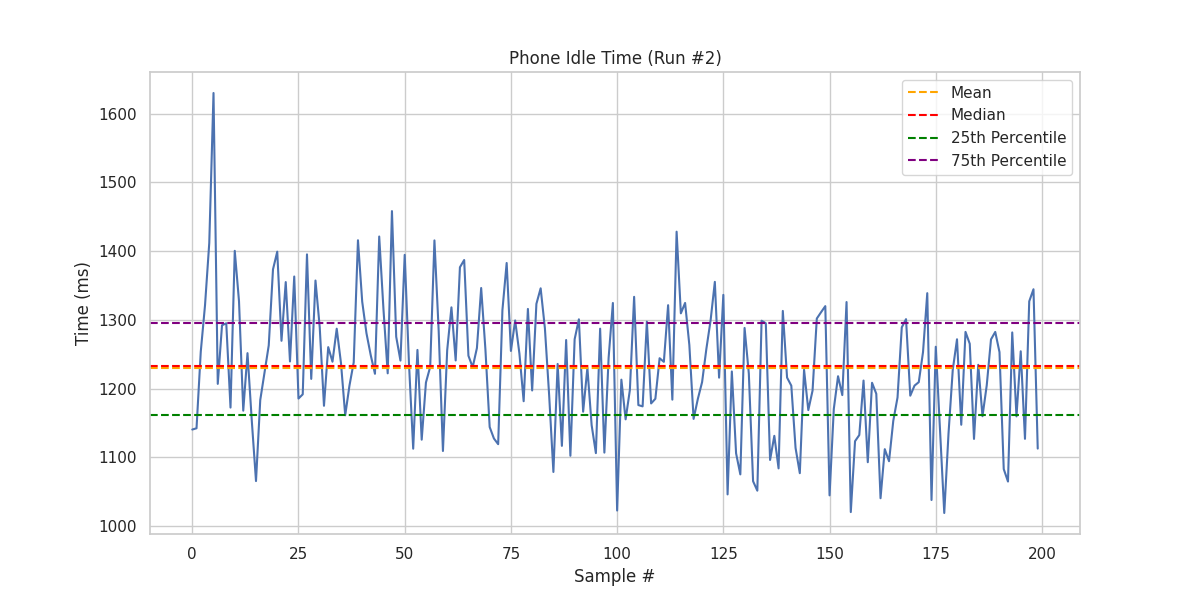 Phone Idle Time (Run #2)
Mean
Median
25th Percentile
75th Percentile
Time (ms)
1600
1500
1400
1300
1200
1100
1000
0 25 50 75 100 125 150 175 200
Sample #